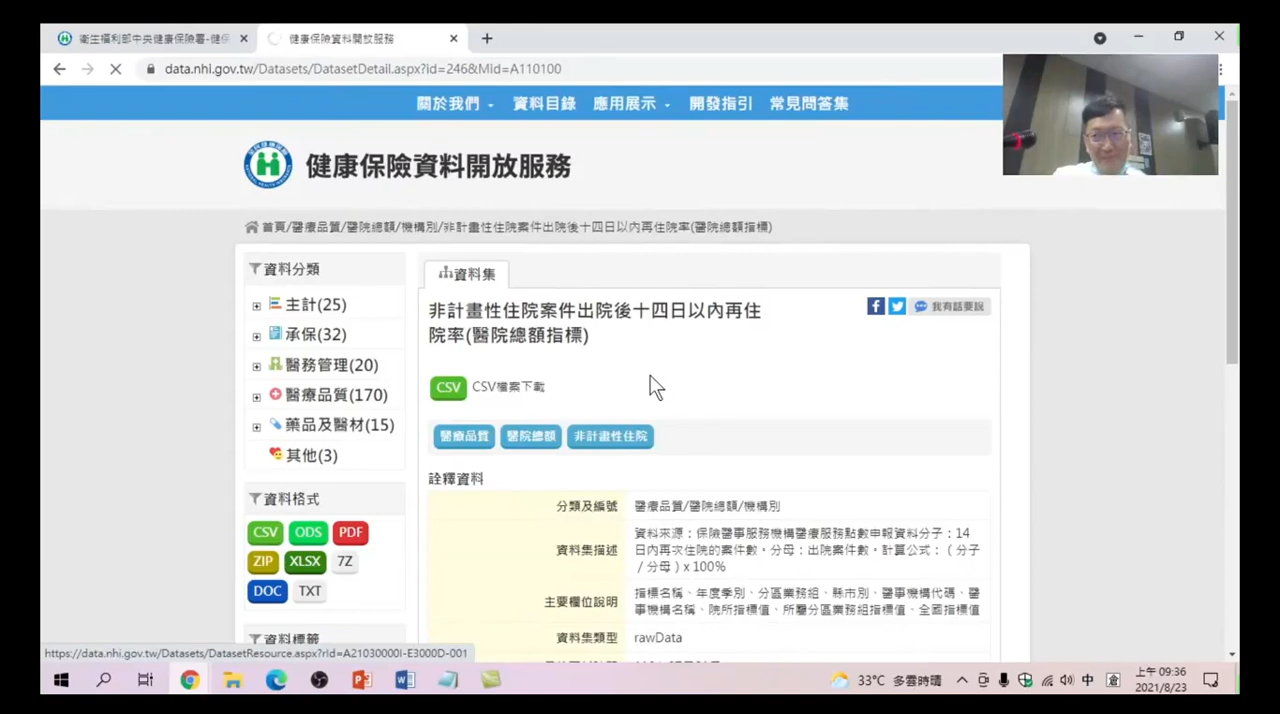 衛生福利部中央健康保險署-健保
健康保險資料開放服務
data.nhi.gov.tw/Datasets/DatasetDetail.aspx?id=246&Mid=A110100
關於我們
資料目錄
應用展示
開發指引
常見問答集
健康保險資料開放服務
首頁/醫療品質/醫院總額/機構別/非計畫性住院案件出院後十四日以內再住院率(醫院總額指標)
資料分類
主計(25)
承保(32)
醫務管理(20)
醫療品質(170)
藥品及醫材(15)
其他(3)
資料格式
CSV ODS PDF
ZIP XLSX 7Z
DOC TXT
資料標籤
資料集
非計畫性住院案件出院後十四日以內再住
院率(醫院總額指標)
我有話要說
CSV CSV檔案下載
醫療品質 醫院總額 非計畫性住院
詮釋資料
分類及編號 醫療品質/醫院總額/機構別
資料集描述
資料來源：保險醫事服務機構醫療服務點數申報資料分子：14
日內再次住院的案件數。分母：出院案件數。計算公式：（分子
/ 分母）x 100%
主要欄位說明
指標名稱、年度季別、分區業務組、縣市別、醫事機構代碼、醫
事機構名稱、院所指標值、所屬分區業務組指標值、全國指標值
資料集類型 rawData
https://data.nhi.gov.tw/Datasets/DatasetResource.aspx?rId=A21030000I-E3000D-001
33°C 多雲時晴
中
倉
上午 09:36
2021/8/23